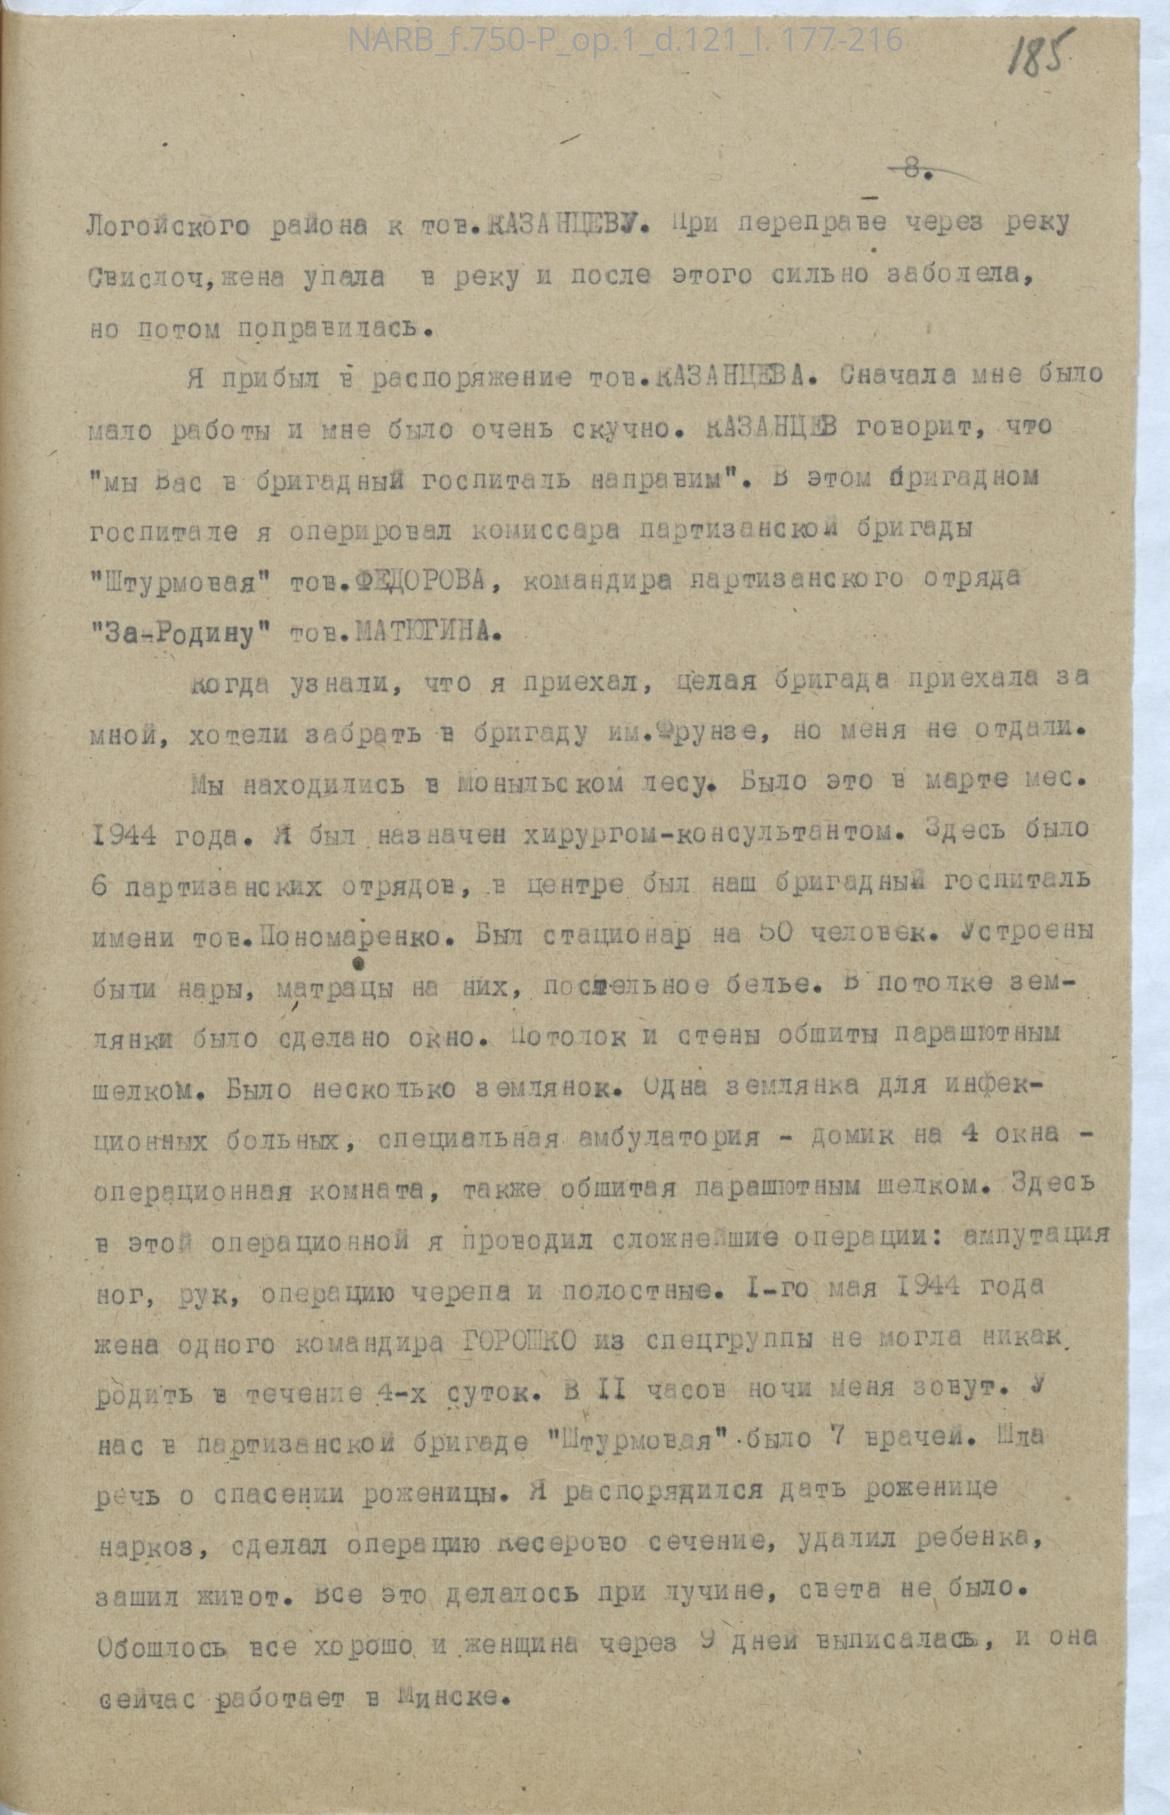 NARB_f.750-P_op.1_d.121_l. 177-216
185
8.
Логойского района к тов.КАЗАНЦЕВУ. При переправе через реку
Свислоч,жена упала в реку и после этого сильно заболела,
но потом поправилась.
Я прибыл в распоряжение тов.КАЗАНЦЕВА. Сначала мне было
мало работы и мне было очень скучно. КАЗАНЦЕВ говорит, что
"мы Вас в бригадный госпиталь направим". В этом бригадном
госпитале я оперировал комиссара партизанской бригады
"Штурмовая" тов.ФЕДОРОВА, командира партизанского отряда
"За-Родину" тов.МАТЮГИНА.
Когда узнали, что я приехал, целая бригада приехала за
мной, хотели забрать в бригаду им.Фрунзе, но меня не отдали.
Мы находились в Моныльском лесу. Было это в марте мес.
1944 года. Я был назначен хирургом-консультантом. Здесь было
6 партизанских отрядов, в центре был наш бригадный госпиталь
имени тов.Пономаренко. Был стационар на 50 человек. Устроены
были нары, матрацы на них, постельное белье. В потолке зем-
лянки было сделано окно. Потолок и стены обшиты парашютным
шелком. Было несколько землянок. Одна землянка для инфек-
ционных больных, специальная амбулатория - домик на 4 окна -
операционная комната, также обшитая парашютным шелком. Здесь
в этой операционной я проводил сложнейшие операции: ампутация
ног, рук, операцию черепа и полостные. I-го мая 1944 года
жена одного командира ГОРОШКО из спецгруппы не могла никак
родить в течение 4-х суток. В II часов ночи меня зовут. У
нас в партизанской бригаде "Штурмовая" было 7 врачей. Шла
речь о спасении роженицы. Я распорядился дать роженице
наркоз, сделал операцию Кесерово сечение, удалил ребенка,
зашил живот. Все это делалось при лучине, света не было.
Обошлось все хорошо и женщина через 9 дней выписалась, и она
сейчас работает в Минске.